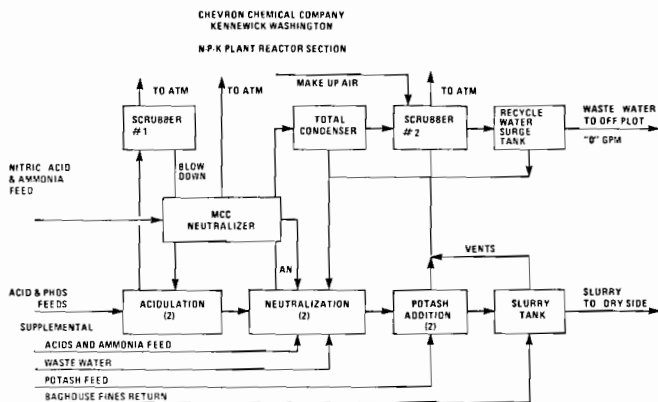 CHEVRON CHEMICAL COMPANY
KENNEWICK WASHINGTON
N-P-K PLANT REACTOR SECTION
MAKE UP AIR
TO ATM
TO ATM
TO ATM
SCRUBBER
#1
TOTAL
CONDENSER
SCRUBBER
#2
RECYCLE
WATER
SURGE
TANK
WASTE WATER
TO OFF PLOT
"0" GPM
NITRIC ACID
& AMMONIA
FEED
BLOW
DOWN
MCC
NEUTRALIZER
AN
VENTS
ACID & PHOS
FEEDS
ACIDULATION
(2)
NEUTRALIZATION
(2)
POTASH
ADDITION
(2)
SLURRY
TANK
SLURRY
TO DRY SIDE
SUPPLEMENTAL
ACIDS AND AMMONIA FEED
WASTE WATER
POTASH FEED
BAGHOUSE FINES RETURN